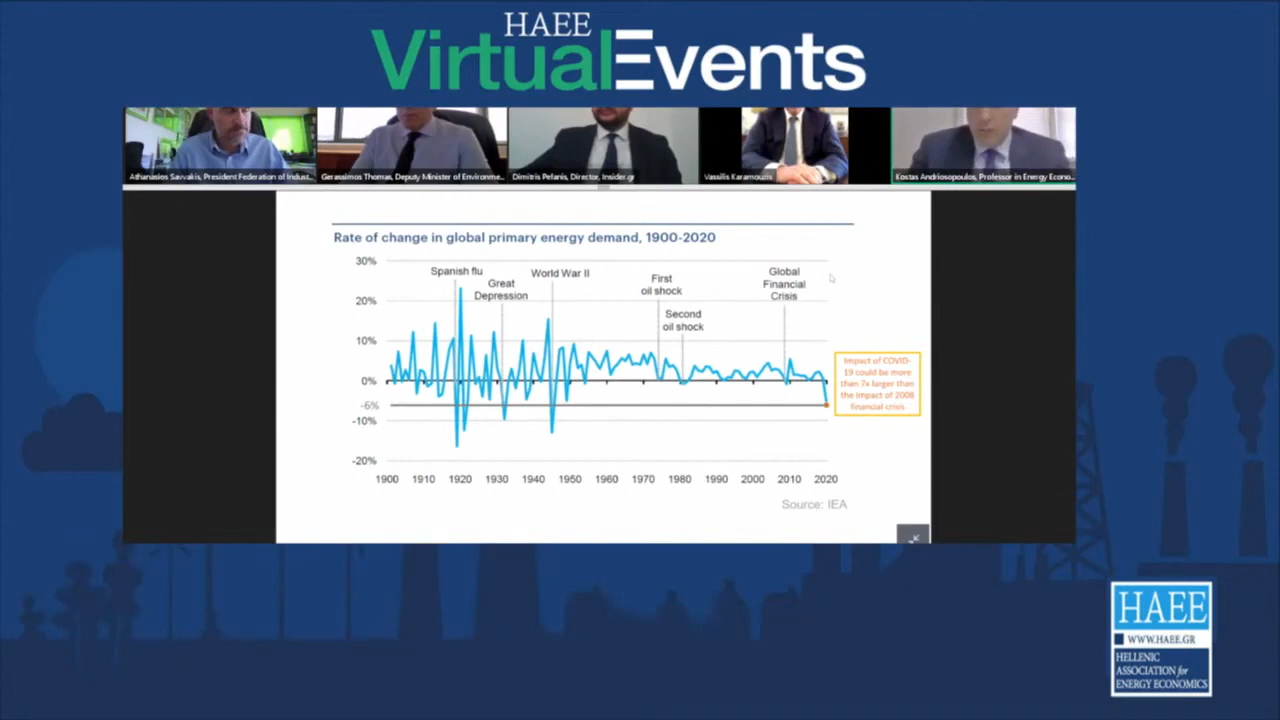 HAEE
VirtualEvents
Athanasios Savvakis, President Federation of Indust...
Gerassimos Thomas, Deputy Minister of Environme...
Dimitris Pefanis, Director, Insider.gr
Vassilis Karamouzis
Kostas Andriosopoulos, Professor in Energy Econo...
Rate of change in global primary energy demand, 1900-2020
30%
20%
10%
0%
-6%
-10%
-20%
Spanish flu
Great
Depression
World War II
First
oil shock
Second
oil shock
Global
Financial
Crisis
Impact of COVID-
19 could be more
than 7x larger than
the impact of 2008
financial crisis
1900 1910 1920 1930 1940 1950 1960 1970 1980 1990 2000 2010 2020
Source: IEA
HAEE
WWW.HAEE.GR
HELLENIC
ASSOCIATION for
ENERGY ECONOMICS